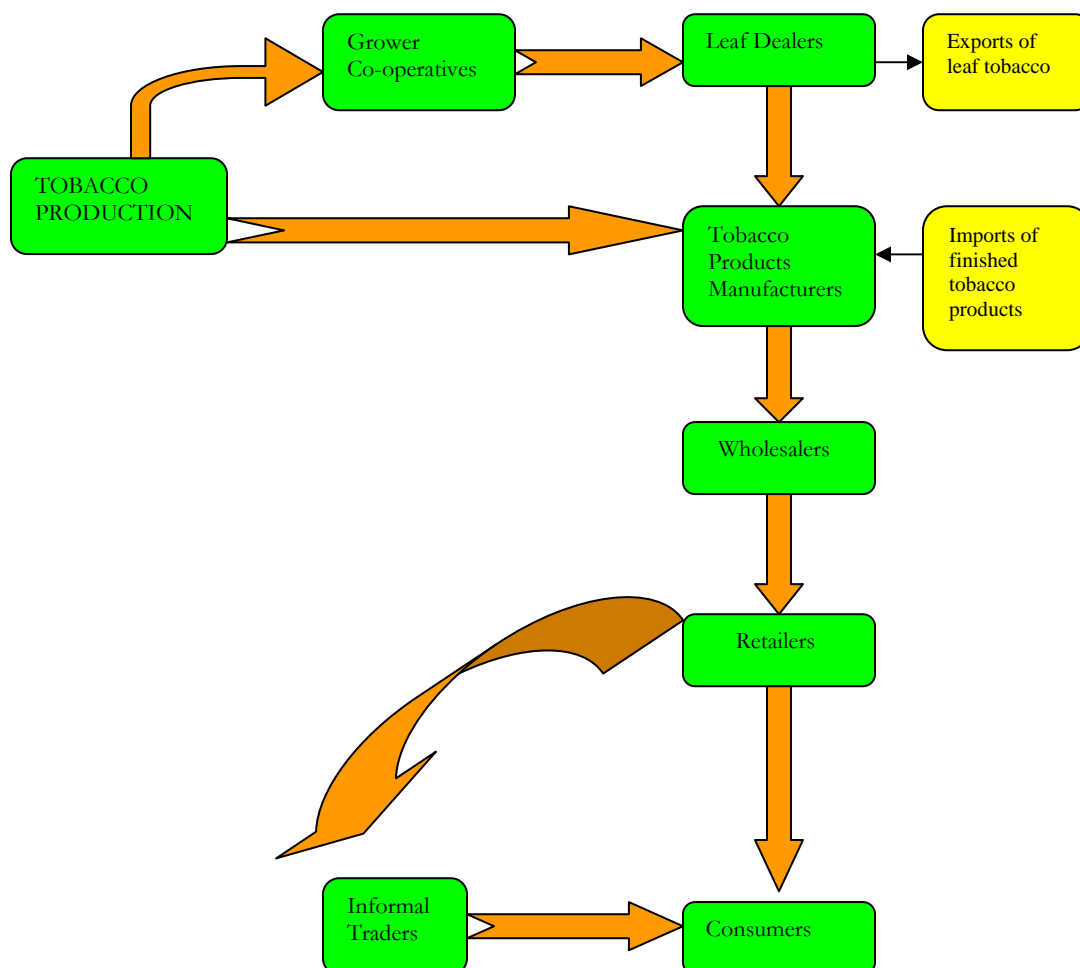 Grower
Co-operatives
Leaf Dealers
Exports of
leaf tobacco
TOBACCO
PRODUCTION
Tobacco
Products
Manufacturers
Imports of
finished
tobacco
products
Wholesalers
Retailers
Informal
Traders
Consumers